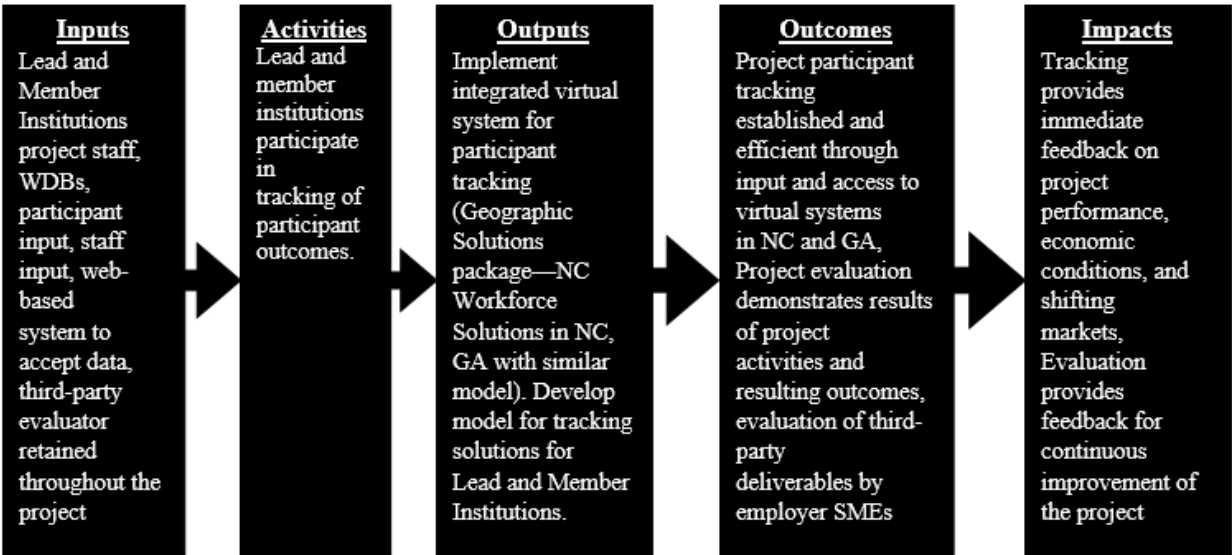 Inputs
Lead and
Member
Institutions
project staff,
WDBs,
participant
input, staff
input, web-
based
system to
accept data,
third-party
evaluator
retained
throughout the
project
Activities
Lead and
member
institutions
participate
in
tracking of
participant
outcomes.
Outputs
Implement
integrated virtual
system for
participant
tracking
(Geographic
Solutions
package—NC
Workforce
Solutions in NC,
GA with similar
model). Develop
model for tracking
solutions for
Lead and Member
Institutions.
Outcomes
Project participant
tracking
established and
efficient through
input and access to
virtual systems
in NC and GA,
Project evaluation
demonstrates results
of project
activities and
resulting outcomes,
evaluation of third-
party
deliverables by
employer SMEs
Impacts
Tracking
provides
immediate
feedback on
project
performance,
economic
conditions, and
shifting
markets,
Evaluation
provides
feedback for
continuous
improvement of
the project